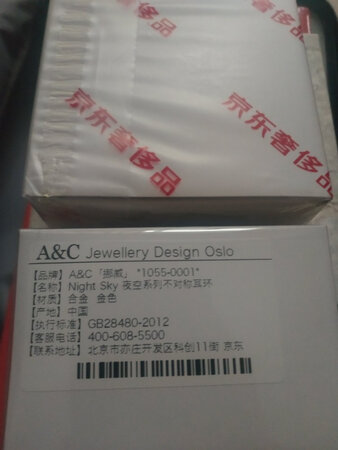 京东奢侈品
京东奢侈品
京东奢侈品
A&C Jewellery Design Oslo
【品牌】A&C「挪威」 *1055-0001*
【名称】Night Sky 夜空系列不对称耳环
【材质】合金 金色
【产地】中国
【执行标准】GB28480-2012
【客服电话】400-608-5500
【联系地址】北京市亦庄开发区科创11街 京东